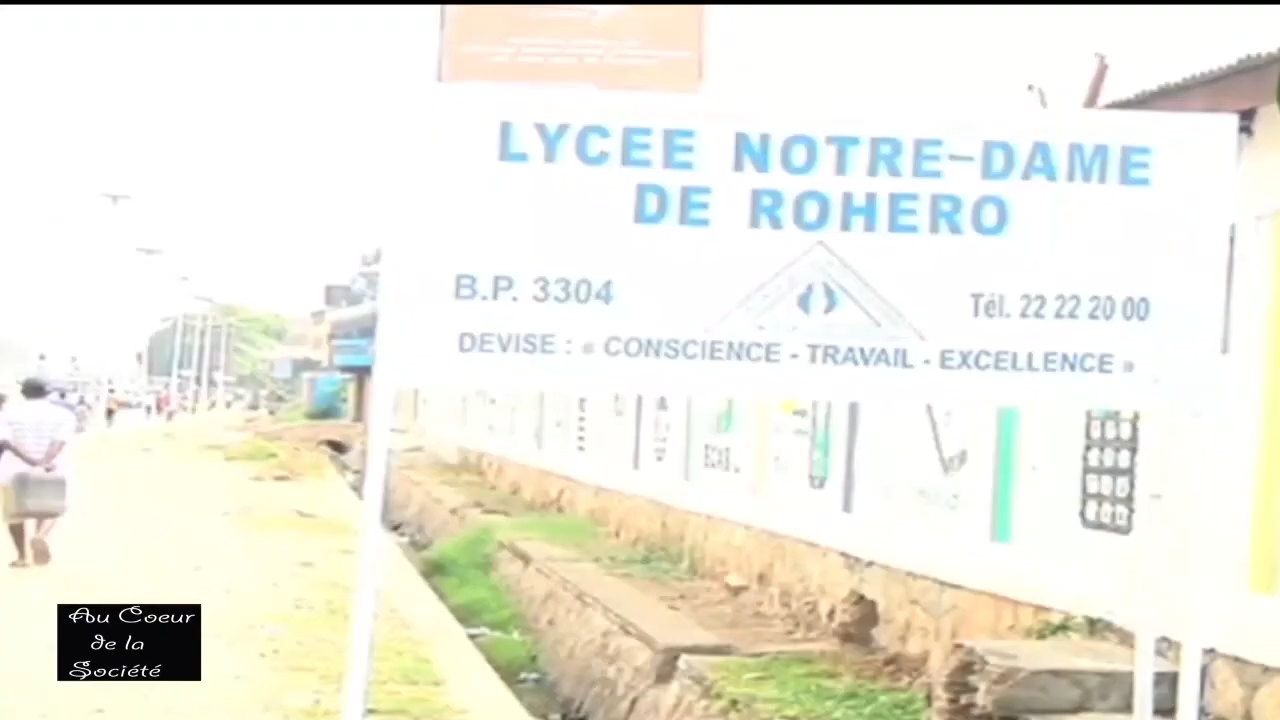 LYCEE NOTRE-DAME
DE ROHERO
B.P. 3304
Tél. 22 22 20 00
DEVISE : « CONSCIENCE - TRAVAIL - EXCELLENCE »
Au Coeur
de la
Société